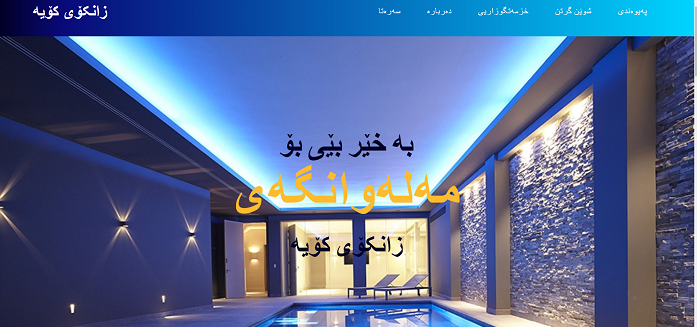 زانکۆی کۆیە
سەرەتا
دەربارە
خزمەتگوزاریی
شوێن گرتن
پەیوەندی
بە خێر بێی بۆ
مەلەوانگەی
زانکۆی کۆیە